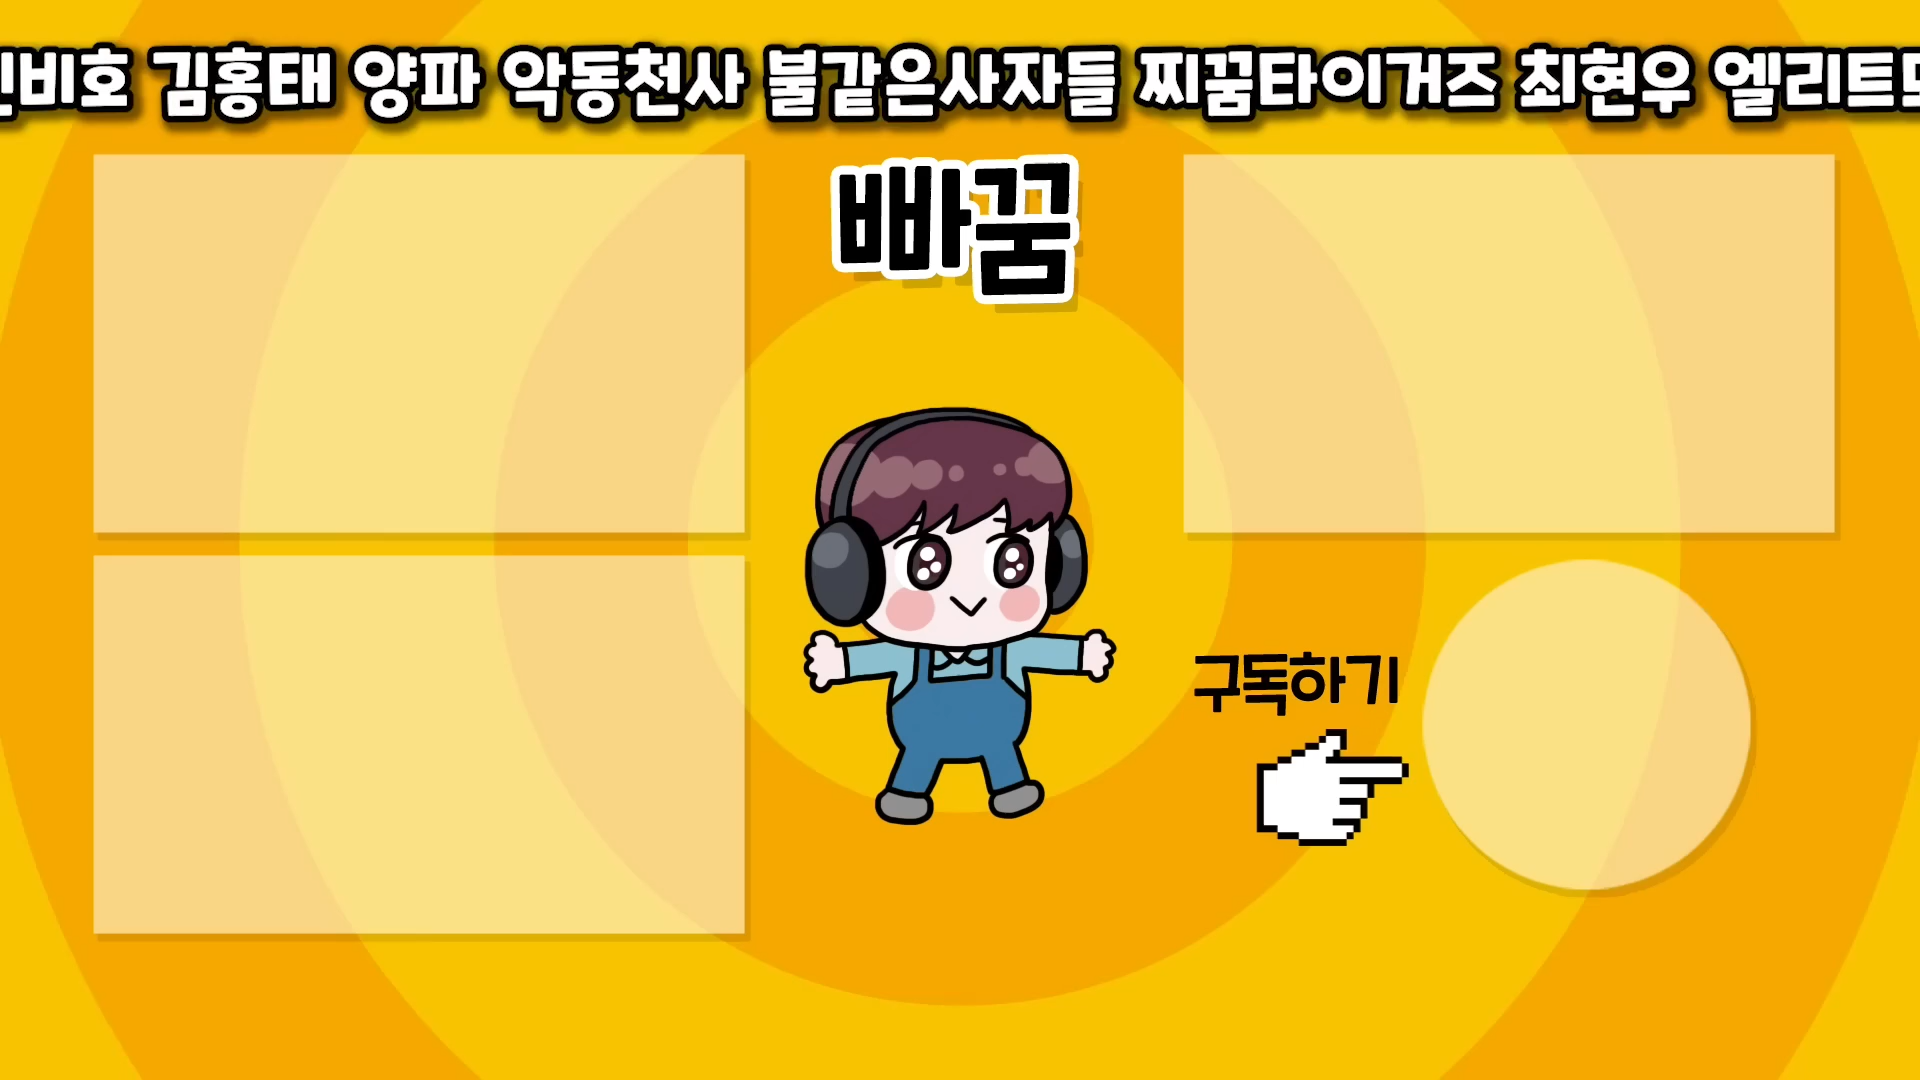 비호 김홍태 양파 악동천사 불같은사자들 찌꿈타이거즈 최현우 엘리트
빠꿈
구독하기